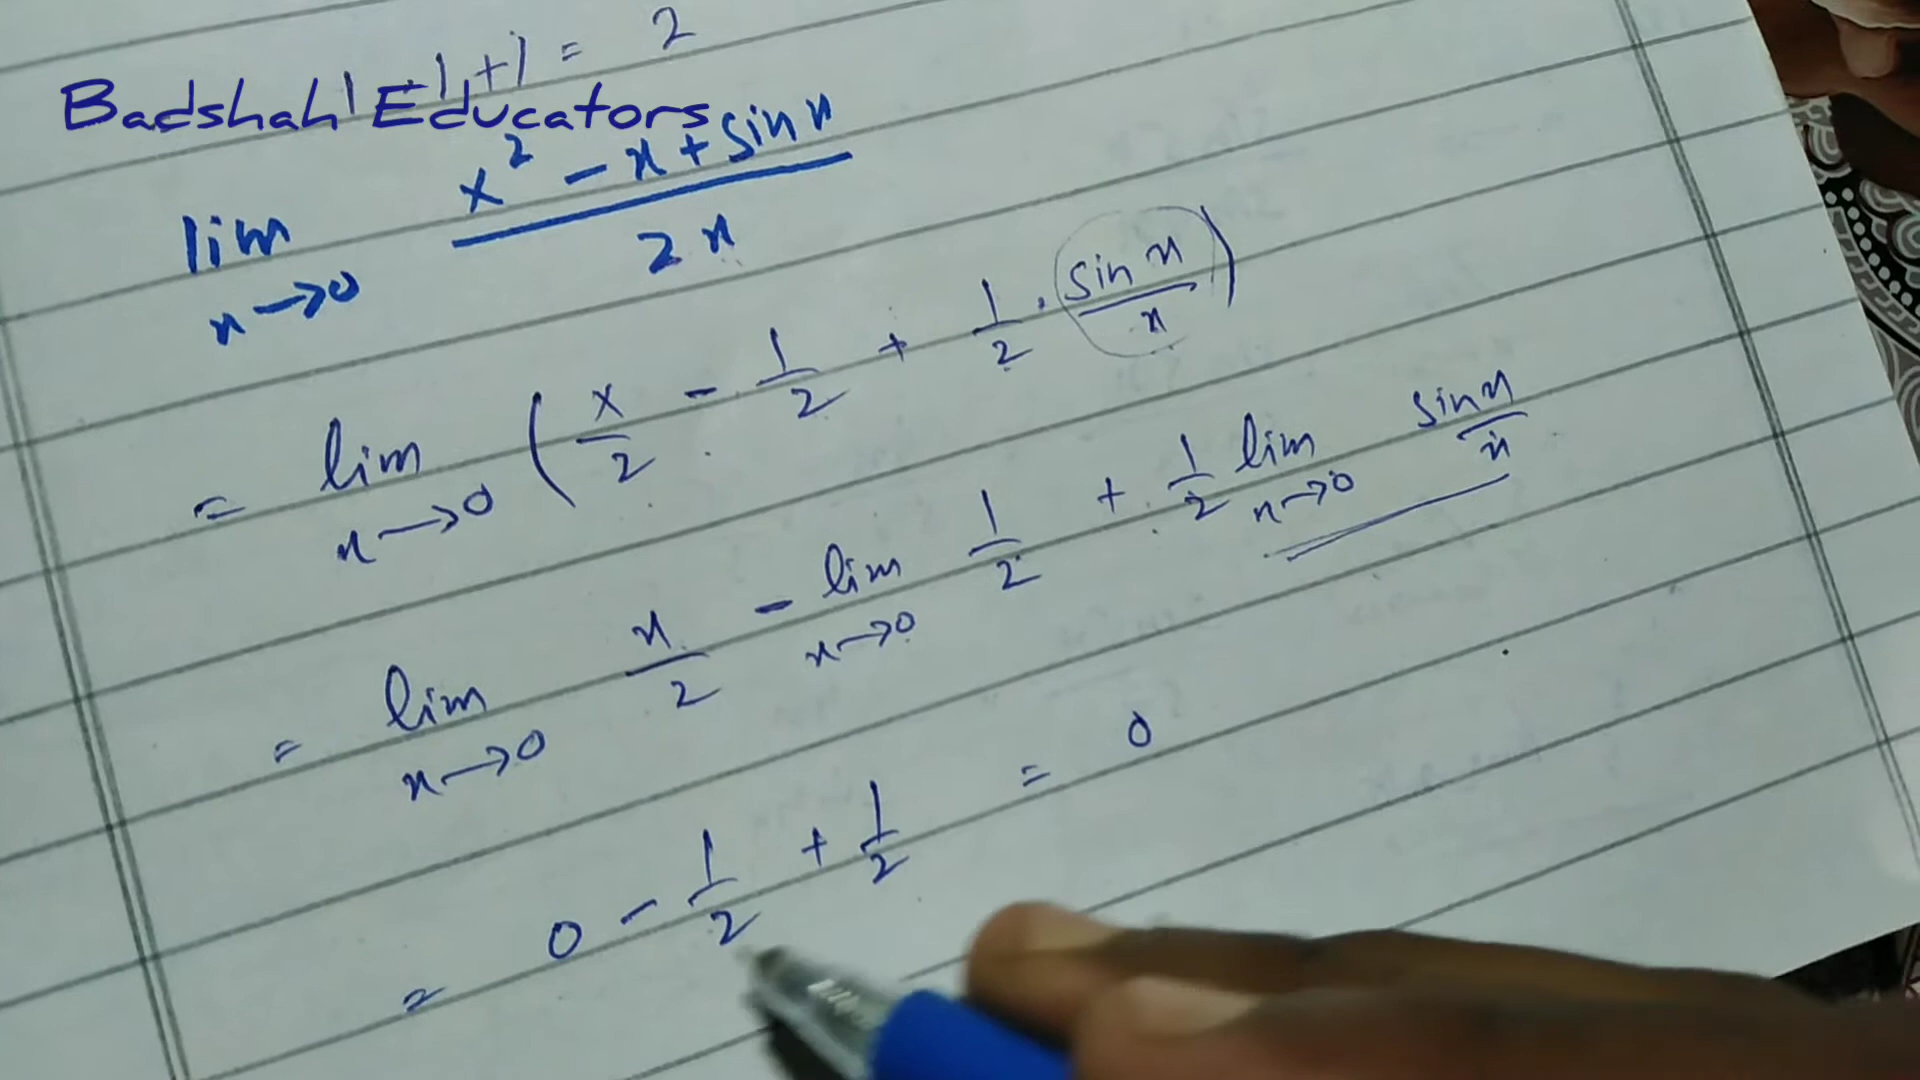 1 + 1 + 1 = 2
Badshah Educators
lim x→0 (x² - x + sin x) / 2x
= lim x→0 (x/2 - 1/2 + 1/2 · sin x / x)
= lim x→0 x/2 - lim x→0 1/2 + 1/2 lim x→0 sin x / x
= 0 - 1/2 + 1/2 = 0